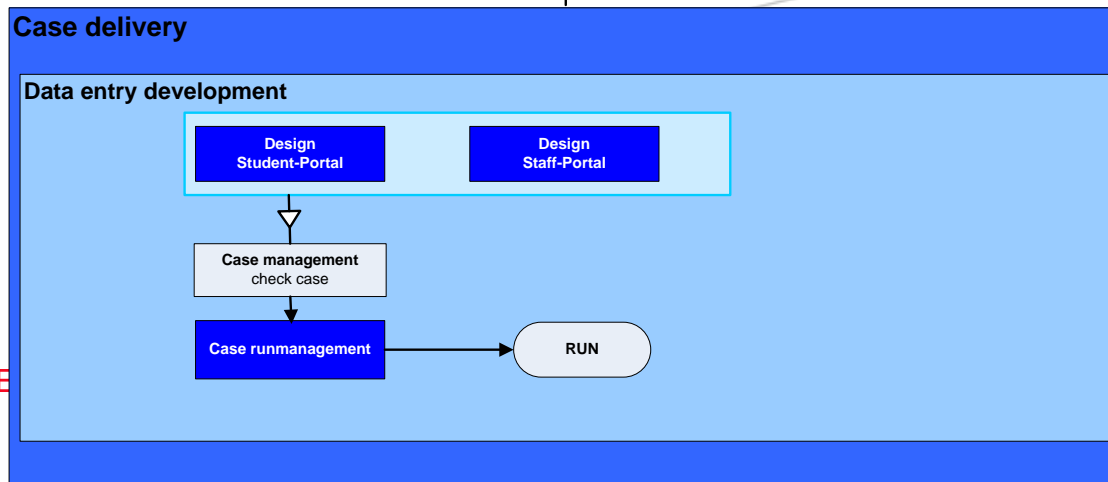 Case delivery
Data entry development
Design
Student-Portal
Design
Staff-Portal
Case management
check case
Case runmanagement
RUN